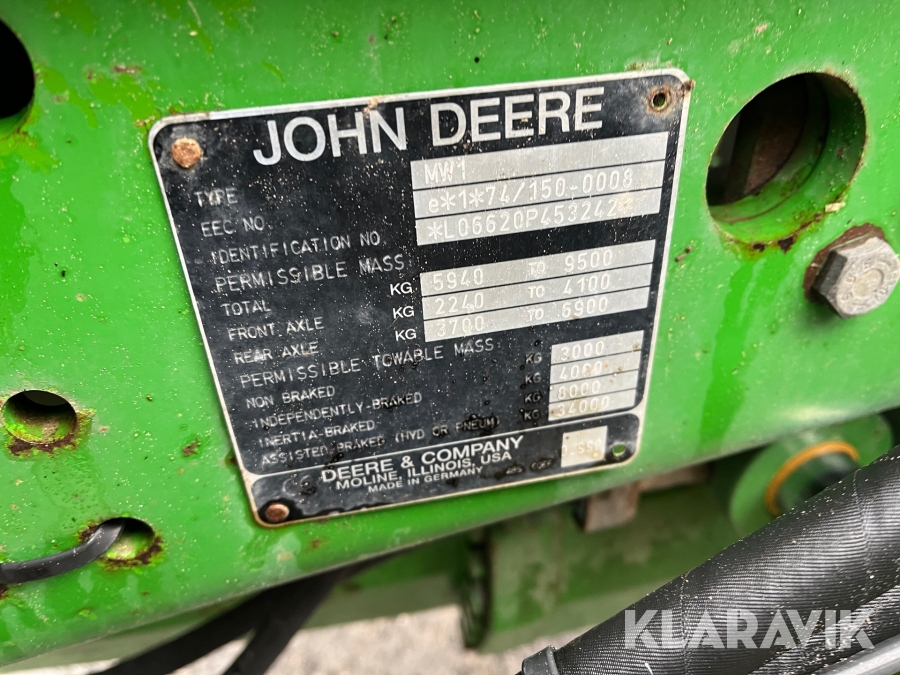 JOHN DEERE
TYPE MW1
EEC NO. e*1*74/150-0008
IDENTIFICATION NO *L06620P453242
PERMISSIBLE MASS
TOTAL KG 5940 TO 9500
FRONT AXLE KG 2240 TO 4100
REAR AXLE KG 3700 TO 6900
PERMISSIBLE TOWABLE MASS
NON BRAKED KG 3000
INDEPENDENTLY-BRAKED KG 4000
INERTIA-BRAKED KG 8000
ASSISTED BRAKED (HYD OR PNEUM) KG 34000
DEERE & COMPANY
MOLINE, ILLINOIS, USA
MADE IN GERMANY
KLARAVIK